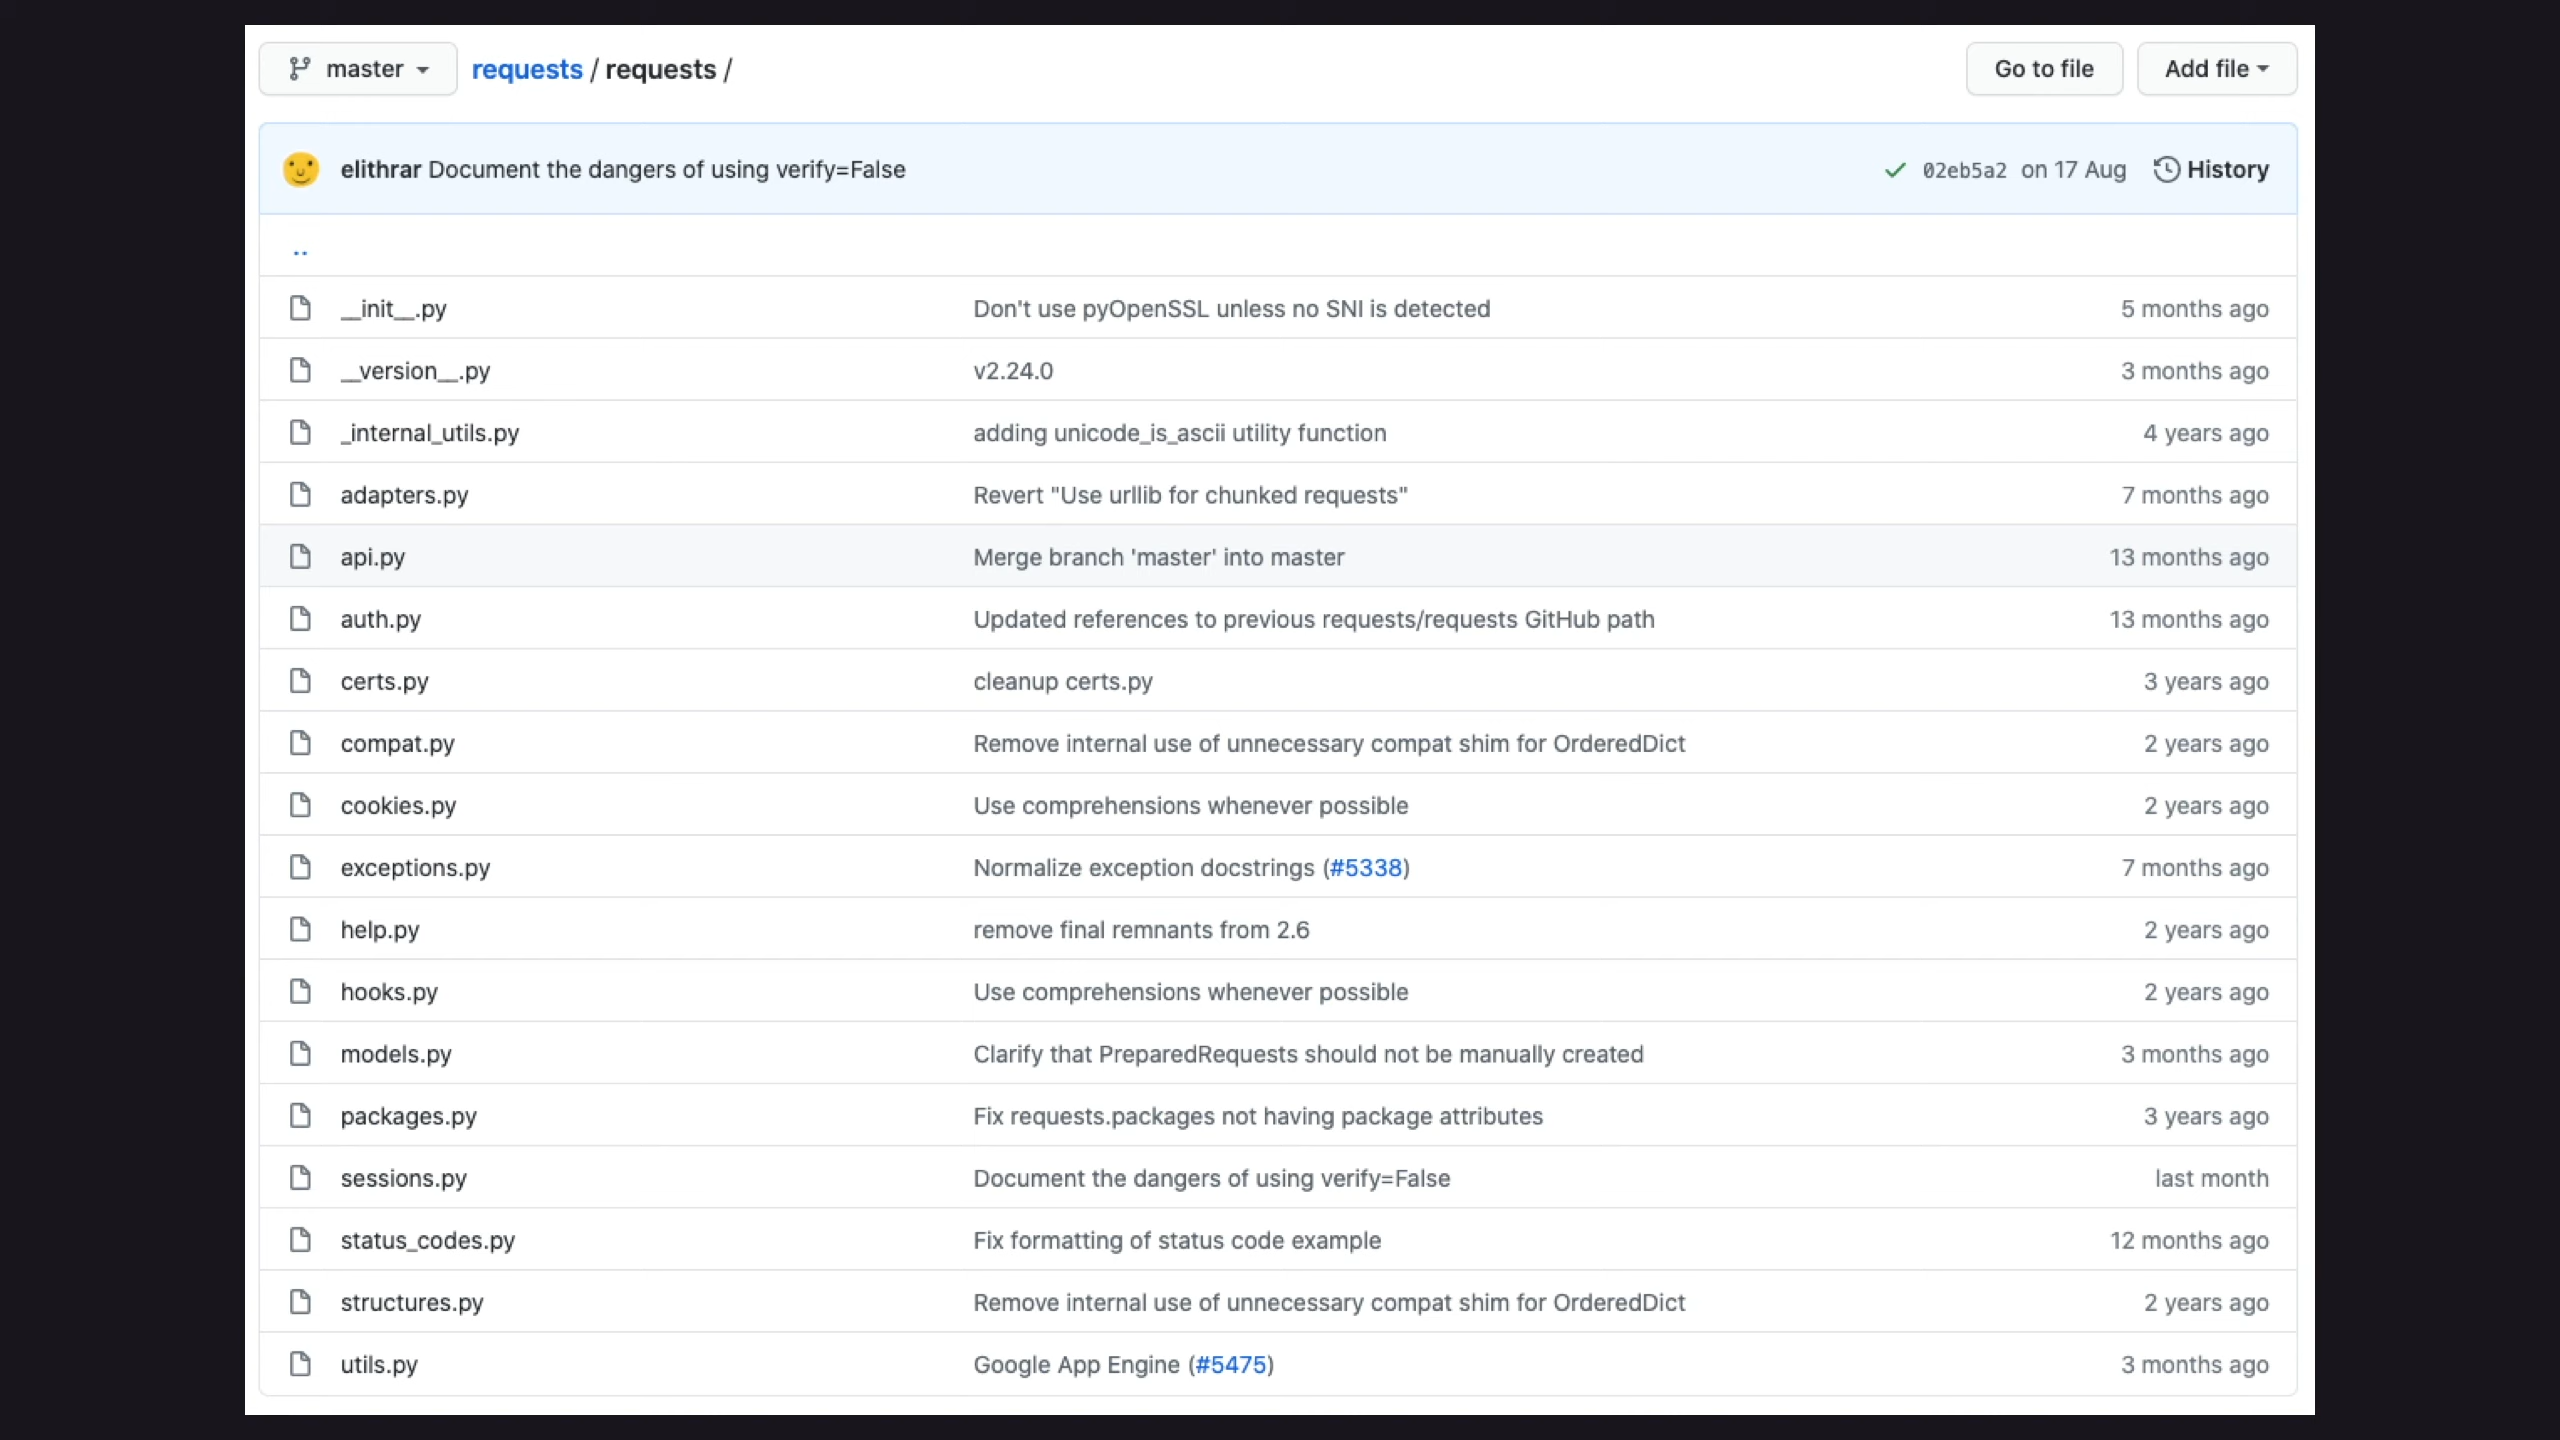 master requests / requests / Go to file Add file
elithrar Document the dangers of using verify=False 02eb5a2 on 17 Aug History
..
__init__.py Don't use pyOpenSSL unless no SNI is detected 5 months ago
__version__.py v2.24.0 3 months ago
_internal_utils.py adding unicode_is_ascii utility function 4 years ago
adapters.py Revert "Use urllib for chunked requests" 7 months ago
api.py Merge branch 'master' into master 13 months ago
auth.py Updated references to previous requests/requests GitHub path 13 months ago
certs.py cleanup certs.py 3 years ago
compat.py Remove internal use of unnecessary compat shim for OrderedDict 2 years ago
cookies.py Use comprehensions whenever possible 2 years ago
exceptions.py Normalize exception docstrings (#5338) 7 months ago
help.py remove final remnants from 2.6 2 years ago
hooks.py Use comprehensions whenever possible 2 years ago
models.py Clarify that PreparedRequests should not be manually created 3 months ago
packages.py Fix requests.packages not having package attributes 3 years ago
sessions.py Document the dangers of using verify=False last month
status_codes.py Fix formatting of status code example 12 months ago
structures.py Remove internal use of unnecessary compat shim for OrderedDict 2 years ago
utils.py Google App Engine (#5475) 3 months ago